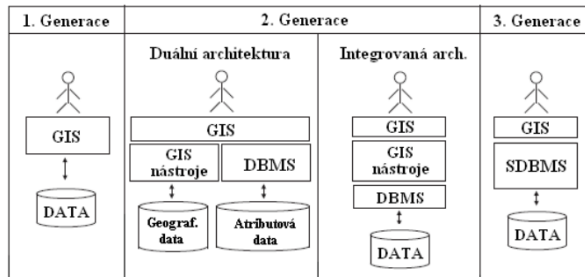 1. Generace
2. Generace
3. Generace
Duální architektura
Integrovaná arch.
GIS
DATA
GIS
GIS
nástroje
DBMS
Geograf.
data
Atributová
data
GIS
GIS
nástroje
DBMS
DATA
GIS
SDBMS
DATA